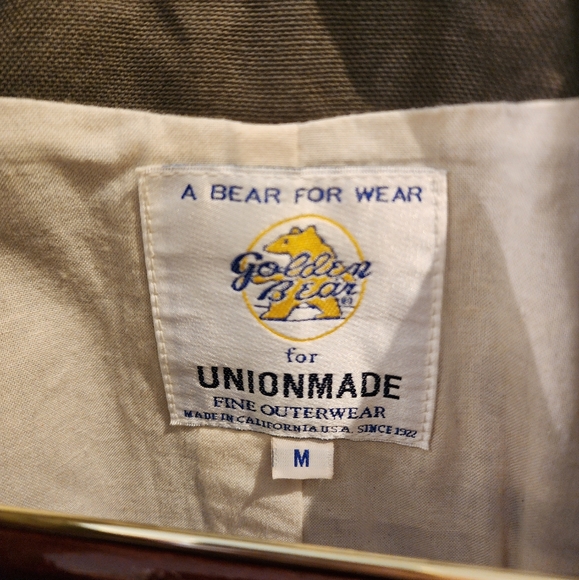 A BEAR FOR WEAR
Golden
Bear
for
UNIONMADE
FINE OUTERWEAR
MADE IN CALIFORNIA U.S.A. SINCE 1922
M